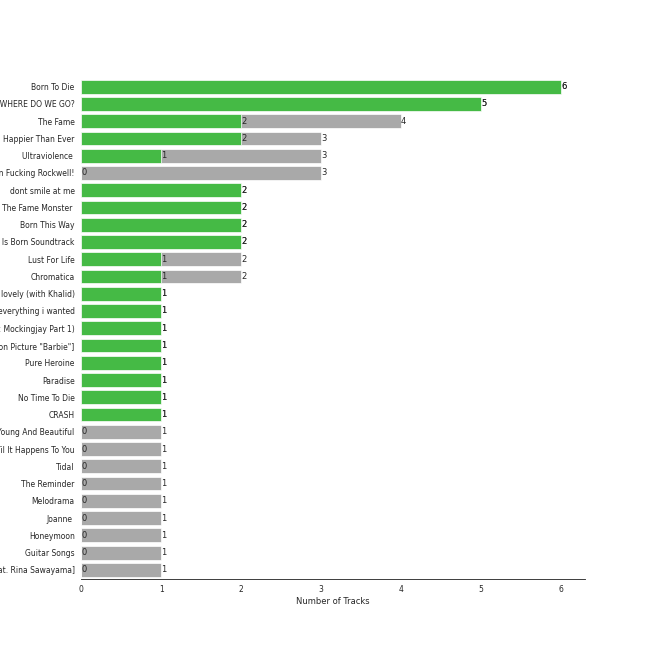 Born To Die 6
WHERE DO WE GO? 5
The Fame 2 4
Happier Than Ever 2 3
Ultraviolence 1 3
n Fucking Rockwell! 0 3
dont smile at me 2
The Fame Monster 2
Born This Way 2
Is Born Soundtrack 2
Lust For Life 1 2
Chromatica 1 2
lovely (with Khalid) 1
everything i wanted 1
Mockingjay Part 1) 1
on Picture "Barbie"] 1
Pure Heroine 1
Paradise 1
No Time To Die 1
CRASH 1
Young And Beautiful 0 1
il It Happens To You 0 1
Tidal 0 1
The Reminder 0 1
Melodrama 0 1
Joanne 0 1
Honeymoon 0 1
Guitar Songs 0 1
at. Rina Sawayama] 0 1
0 1 2 3 4 5 6
Number of Tracks